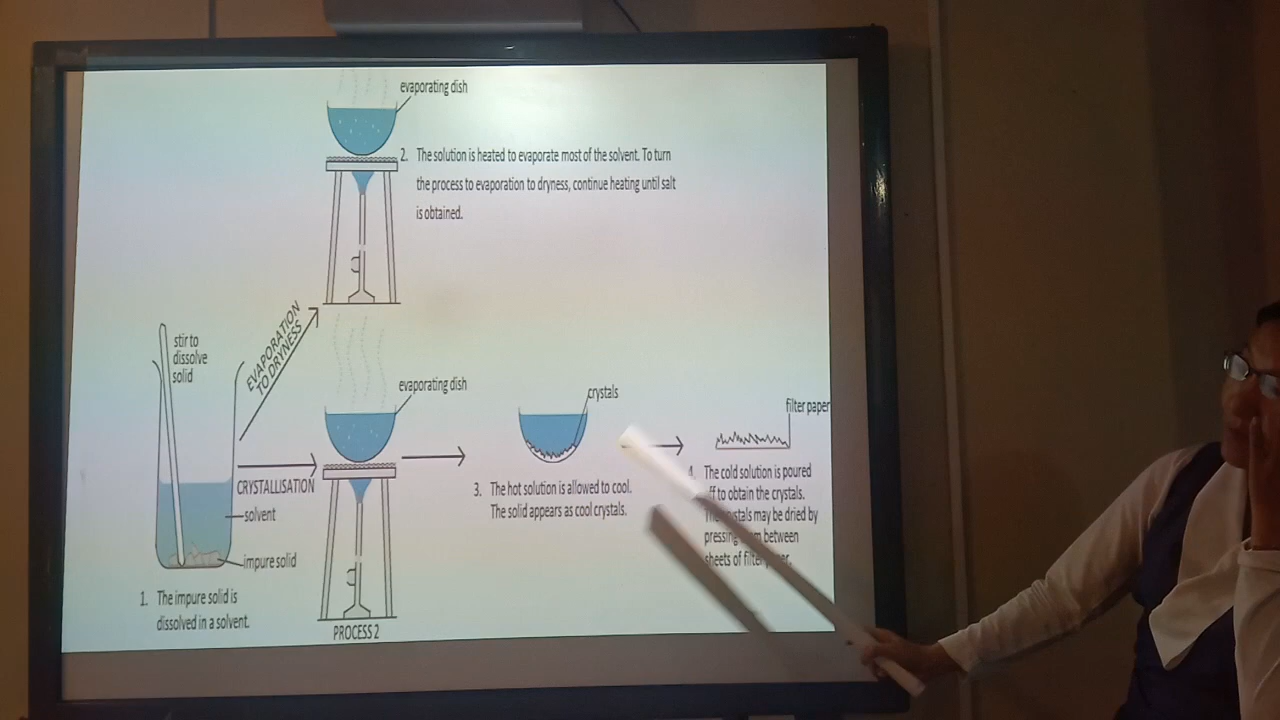 evaporating dish
2. The solution is heated to evaporate most of the solvent. To turn
the process to evaporation to dryness, continue heating until salt
is obtained.
stir to
dissolve
solid
EVAPORATION
TO DRYNESS
evaporating dish
crystals
filter paper
CRYSTALLISATION
solvent
impure solid
1. The impure solid is
dissolved in a solvent.
PROCESS 2
3. The hot solution is allowed to cool.
The solid appears as cool crystals.
4. The cold solution is poured
off to obtain the crystals.
The crystals may be dried by
pressing between
sheets of filter